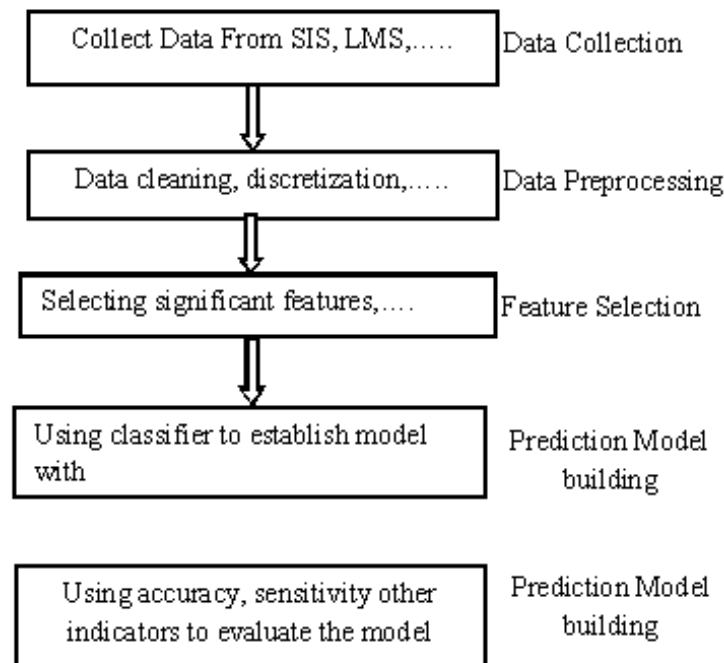 Collect Data From SIS, LMS,.....
Data Collection
Data cleaning, discretization,.....
Data Preprocessing
Selecting significant features,....
Feature Selection
Using classifier to establish model
with
Prediction Model
building
Using accuracy, sensitivity other
indicators to evaluate the model
Prediction Model
building